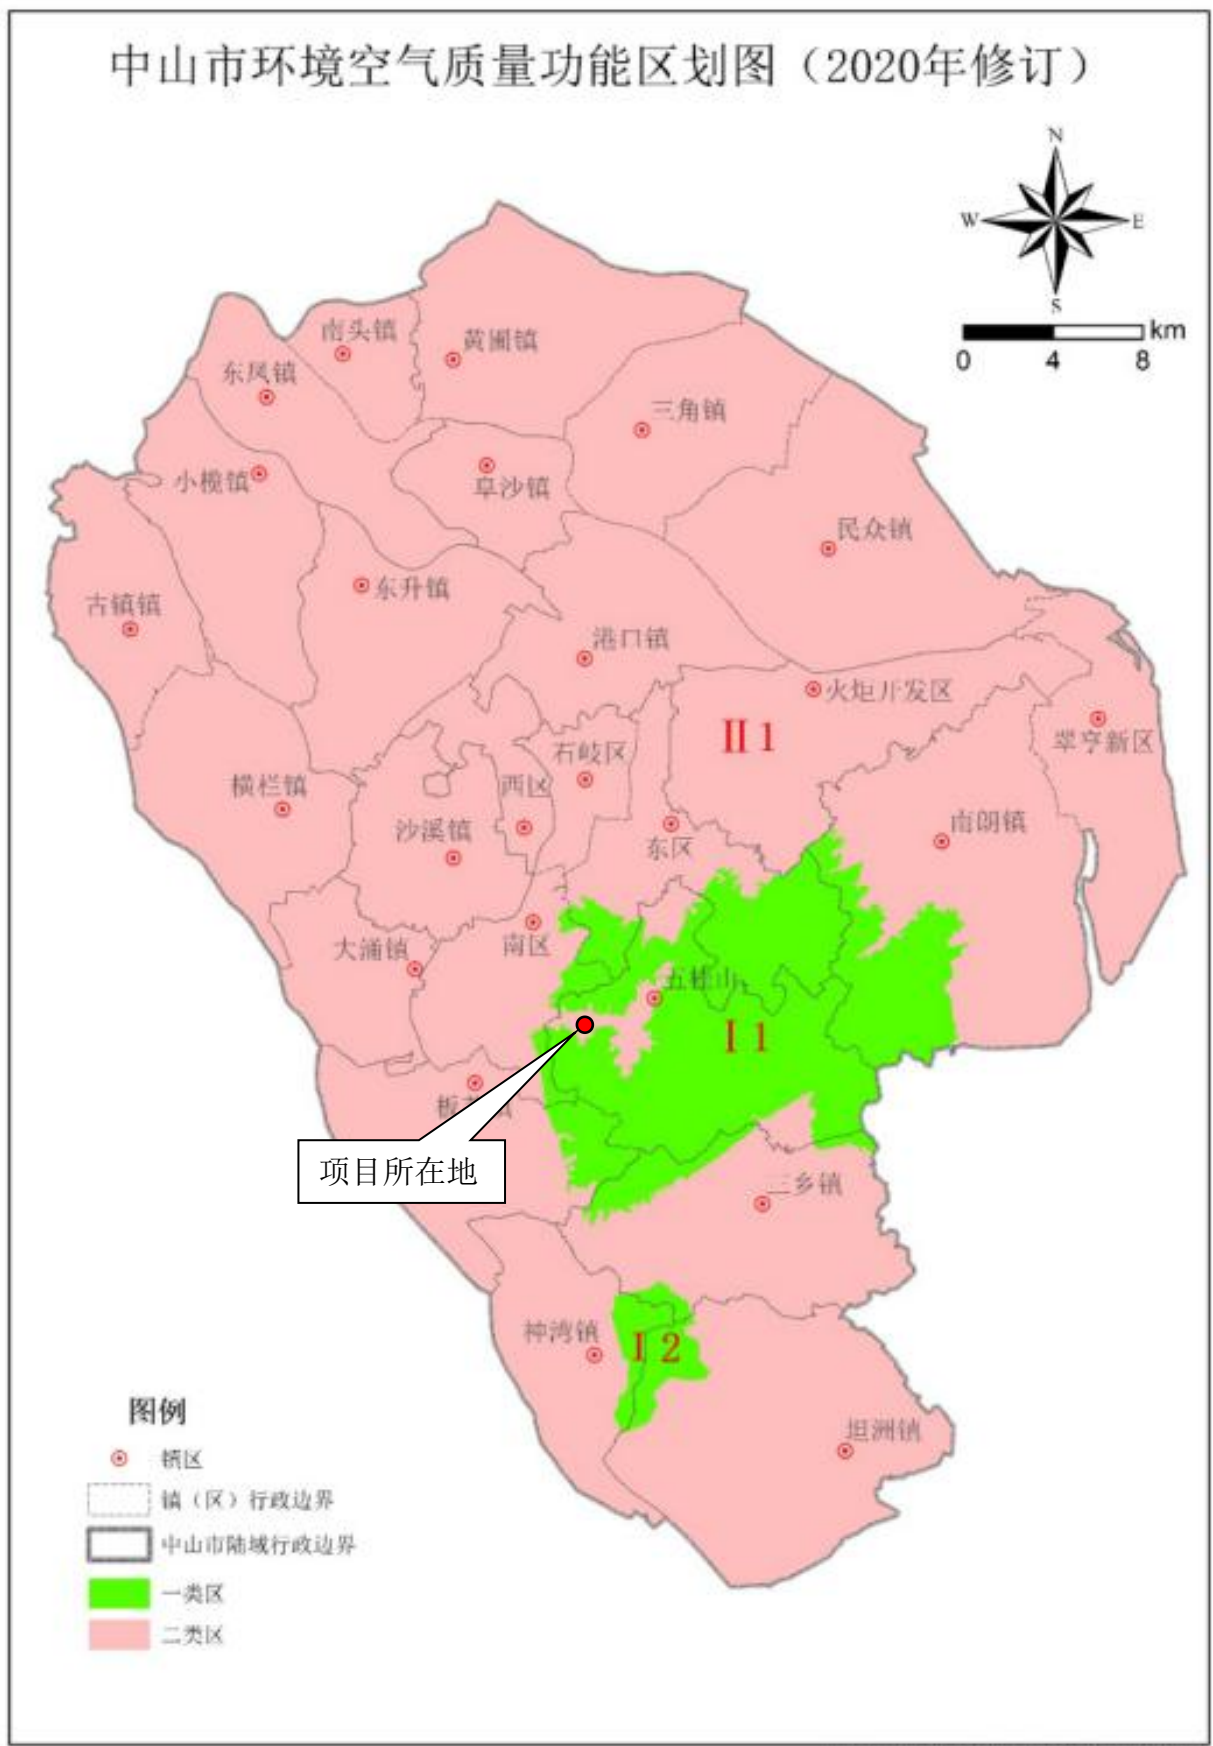 中山市环境空气质量功能区划图（2020年修订）
N
W
E
S
km
0 4 8
南头镇
黄圃镇
东凤镇
三角镇
小榄镇
阜沙镇
民众镇
东升镇
古镇镇
港口镇
火炬开发区
II 1
翠亨新区
石岐区
横栏镇
西区
沙溪镇
南朗镇
东区
南区
大涌镇
五桂山
I 1
项目所在地
三乡镇
神湾镇
I 2
坦洲镇
图例
镇区
镇（区）行政边界
中山市陆域行政边界
一类区
二类区